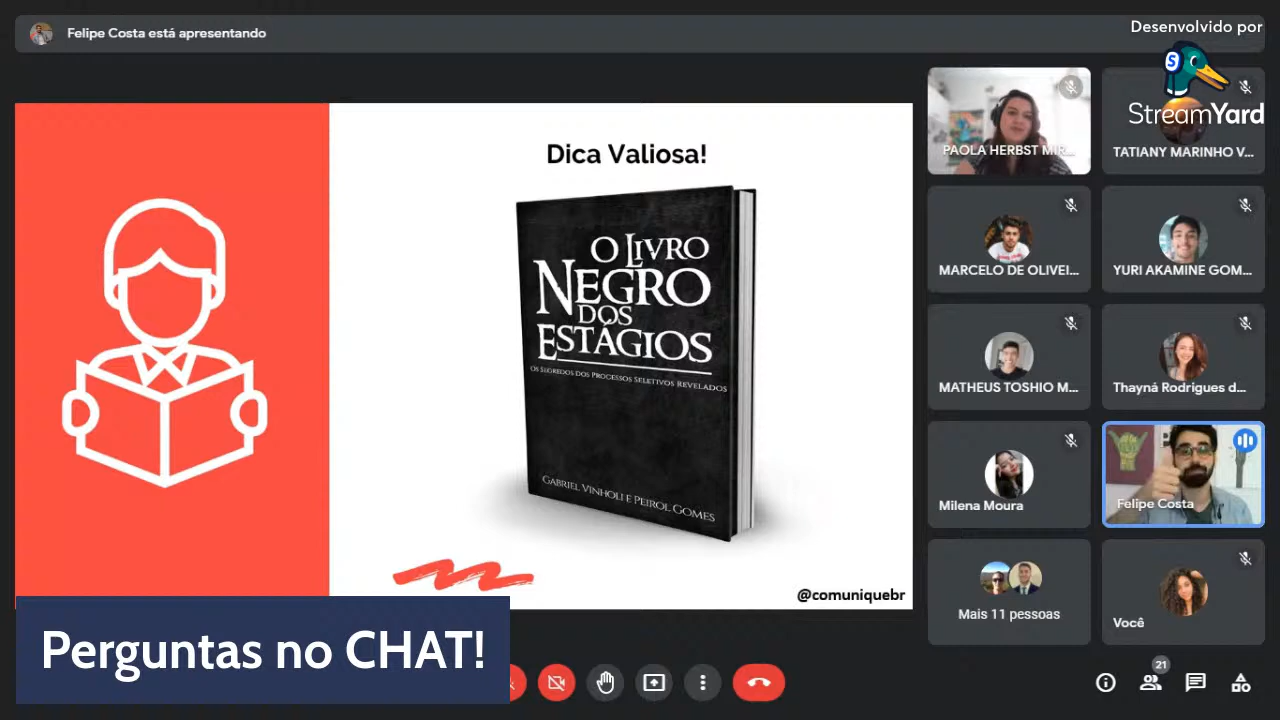 Felipe Costa está apresentando
Desenvolvido por
S
StreamYard
Dica Valiosa!
O LIVRO
NEGRO
DOS
ESTÁGIOS
OS SEGREDOS DOS PROCESSOS SELETIVOS REVELADOS
GABRIEL VINHOLI E PEIROL GOMES
@comuniquebr
Perguntas no CHAT!
PAOLA HERBST MIR...
TATIANY MARINHO V...
MARCELO DE OLIVEI...
YURI AKAMINE GOM...
MATHEUS TOSHIO M...
Thayná Rodrigues d...
Milena Moura
Felipe Costa
Mais 11 pessoas
Você
21